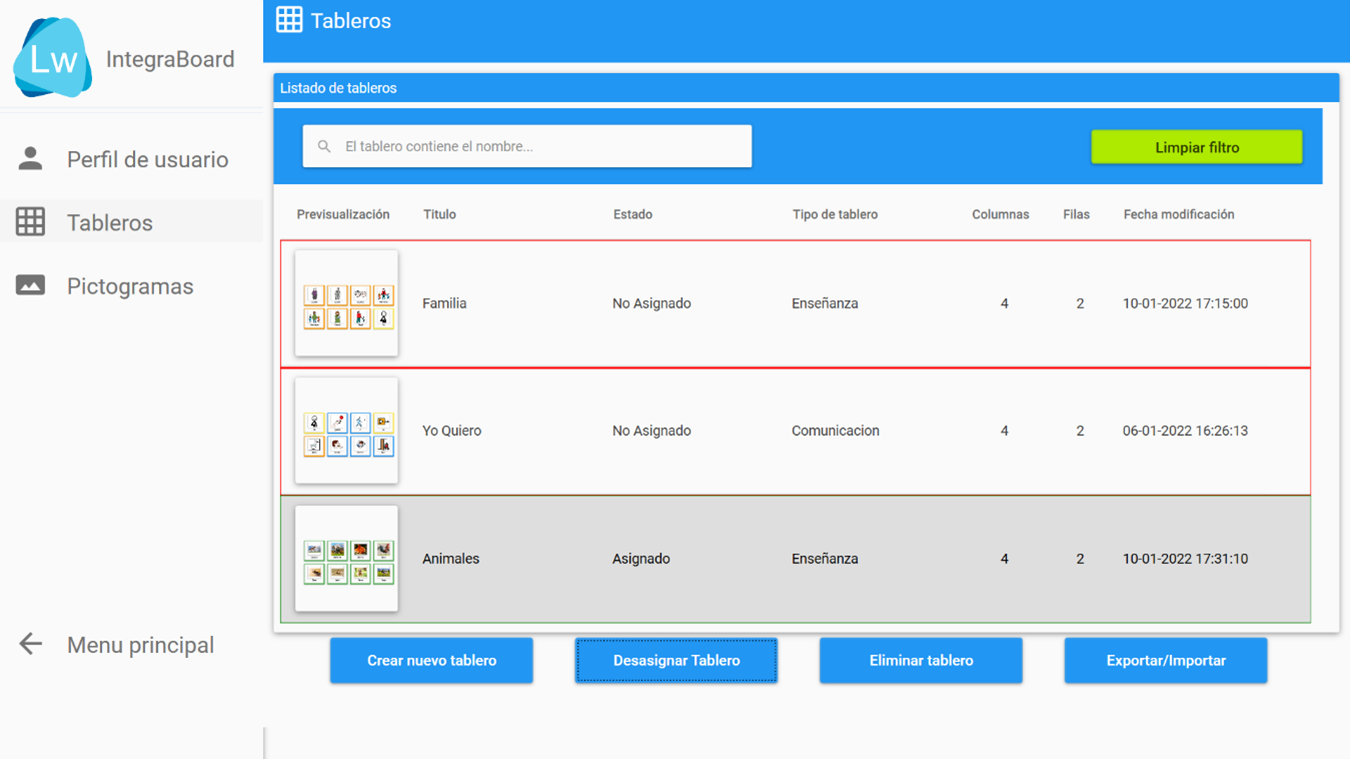 Lw
IntegraBoard
Perfil de usuario
Tableros
Pictogramas
Menu principal
Tableros
Listado de tableros
El tablero contiene el nombre...
Limpiar filtro
Previsualización Titulo Estado Tipo de tablero Columnas Filas Fecha modificación
Familia No Asignado Enseñanza 4 2 10-01-2022 17:15:00
Yo Quiero No Asignado Comunicacion 4 2 06-01-2022 16:26:13
Animales Asignado Enseñanza 4 2 10-01-2022 17:31:10
Crear nuevo tablero Desasignar Tablero Eliminar tablero Exportar/Importar